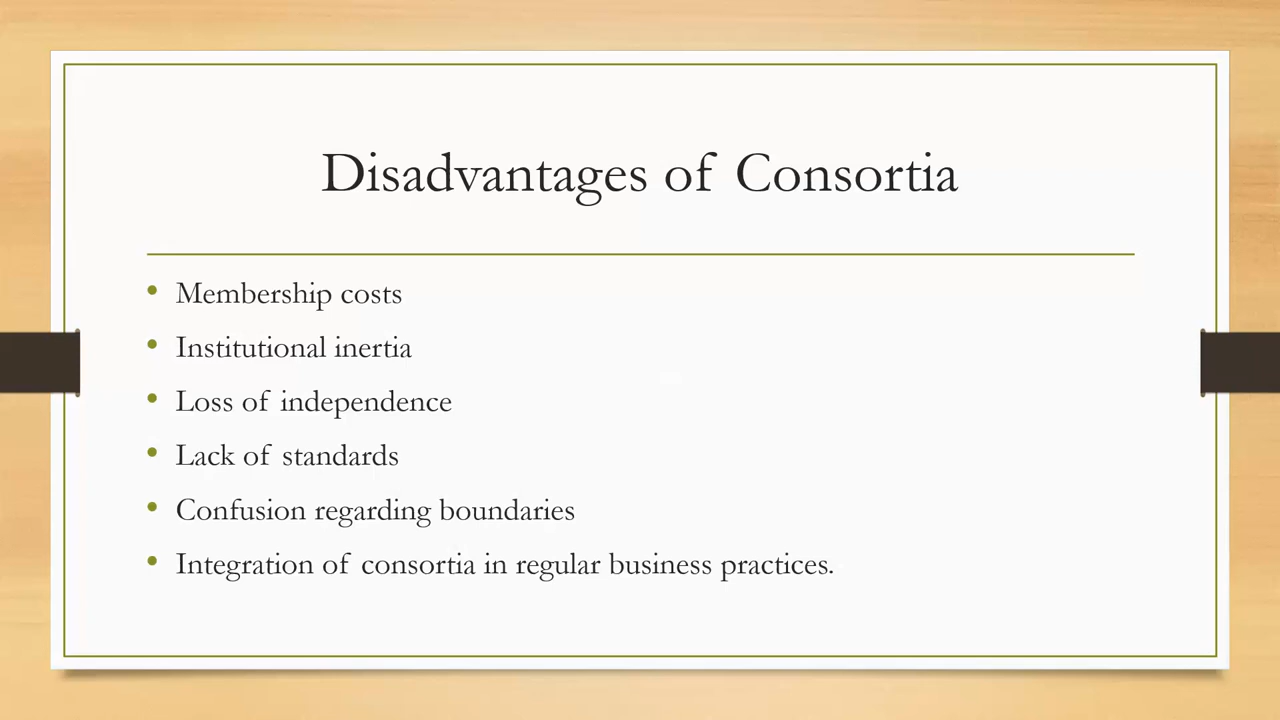 Disadvantages of Consortia
• Membership costs
• Institutional inertia
• Loss of independence
• Lack of standards
• Confusion regarding boundaries
• Integration of consortia in regular business practices.